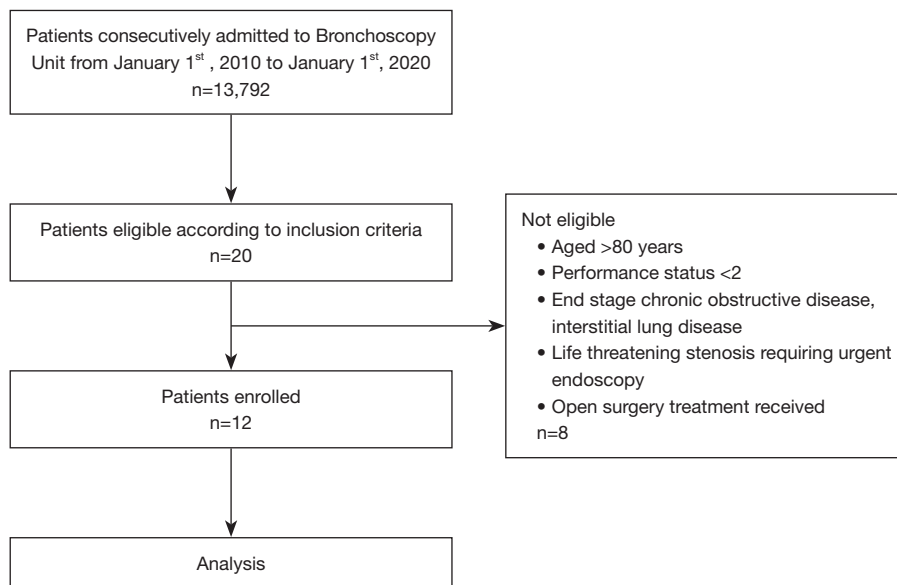 Patients consecutively admitted to Bronchoscopy
Unit from January 1st , 2010 to January 1st, 2020
n=13,792
Patients eligible according to inclusion criteria
n=20
Not eligible
• Aged >80 years
• Performance status <2
• End stage chronic obstructive disease,
interstitial lung disease
• Life threatening stenosis requiring urgent
endoscopy
• Open surgery treatment received
n=8
Patients enrolled
n=12
Analysis